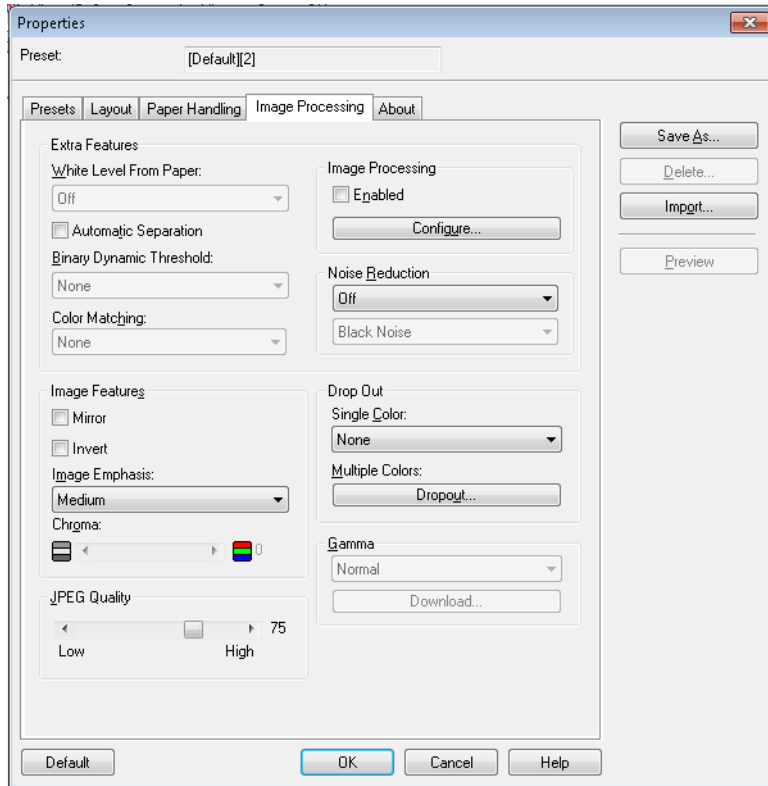 Properties
Preset:
[Default][2]
Presets
Layout
Paper Handling
Image Processing
About
Extra Features
White Level From Paper:
Off
Automatic Separation
Binary Dynamic Threshold:
None
Color Matching:
None
Image Processing
Enabled
Configure...
Noise Reduction
Off
Black Noise
Image Features
Mirror
Invert
Image Emphasis:
Medium
Chroma:
0
JPEG Quality
75
Low High
Drop Out
Single Color:
None
Multiple Colors:
Dropout...
Gamma
Normal
Download...
Save As...
Delete...
Import...
Preview
Default
OK
Cancel
Help